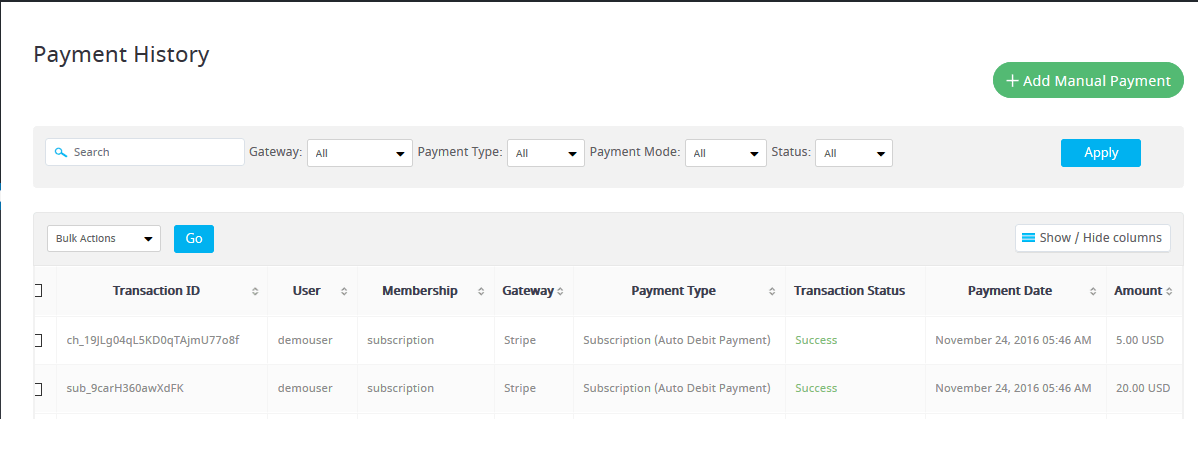 Payment History
+ Add Manual Payment
Search Gateway: All Payment Type: All Payment Mode: All Status: All Apply
Bulk Actions Go Show / Hide columns
Transaction ID User Membership Gateway Payment Type Transaction Status Payment Date Amount
ch_19JLg04qL5KD0qTAjmU77o8f demouser subscription Stripe Subscription (Auto Debit Payment) Success November 24, 2016 05:46 AM 5.00 USD
sub_9carH360awXdFK demouser subscription Stripe Subscription (Auto Debit Payment) Success November 24, 2016 05:46 AM 20.00 USD